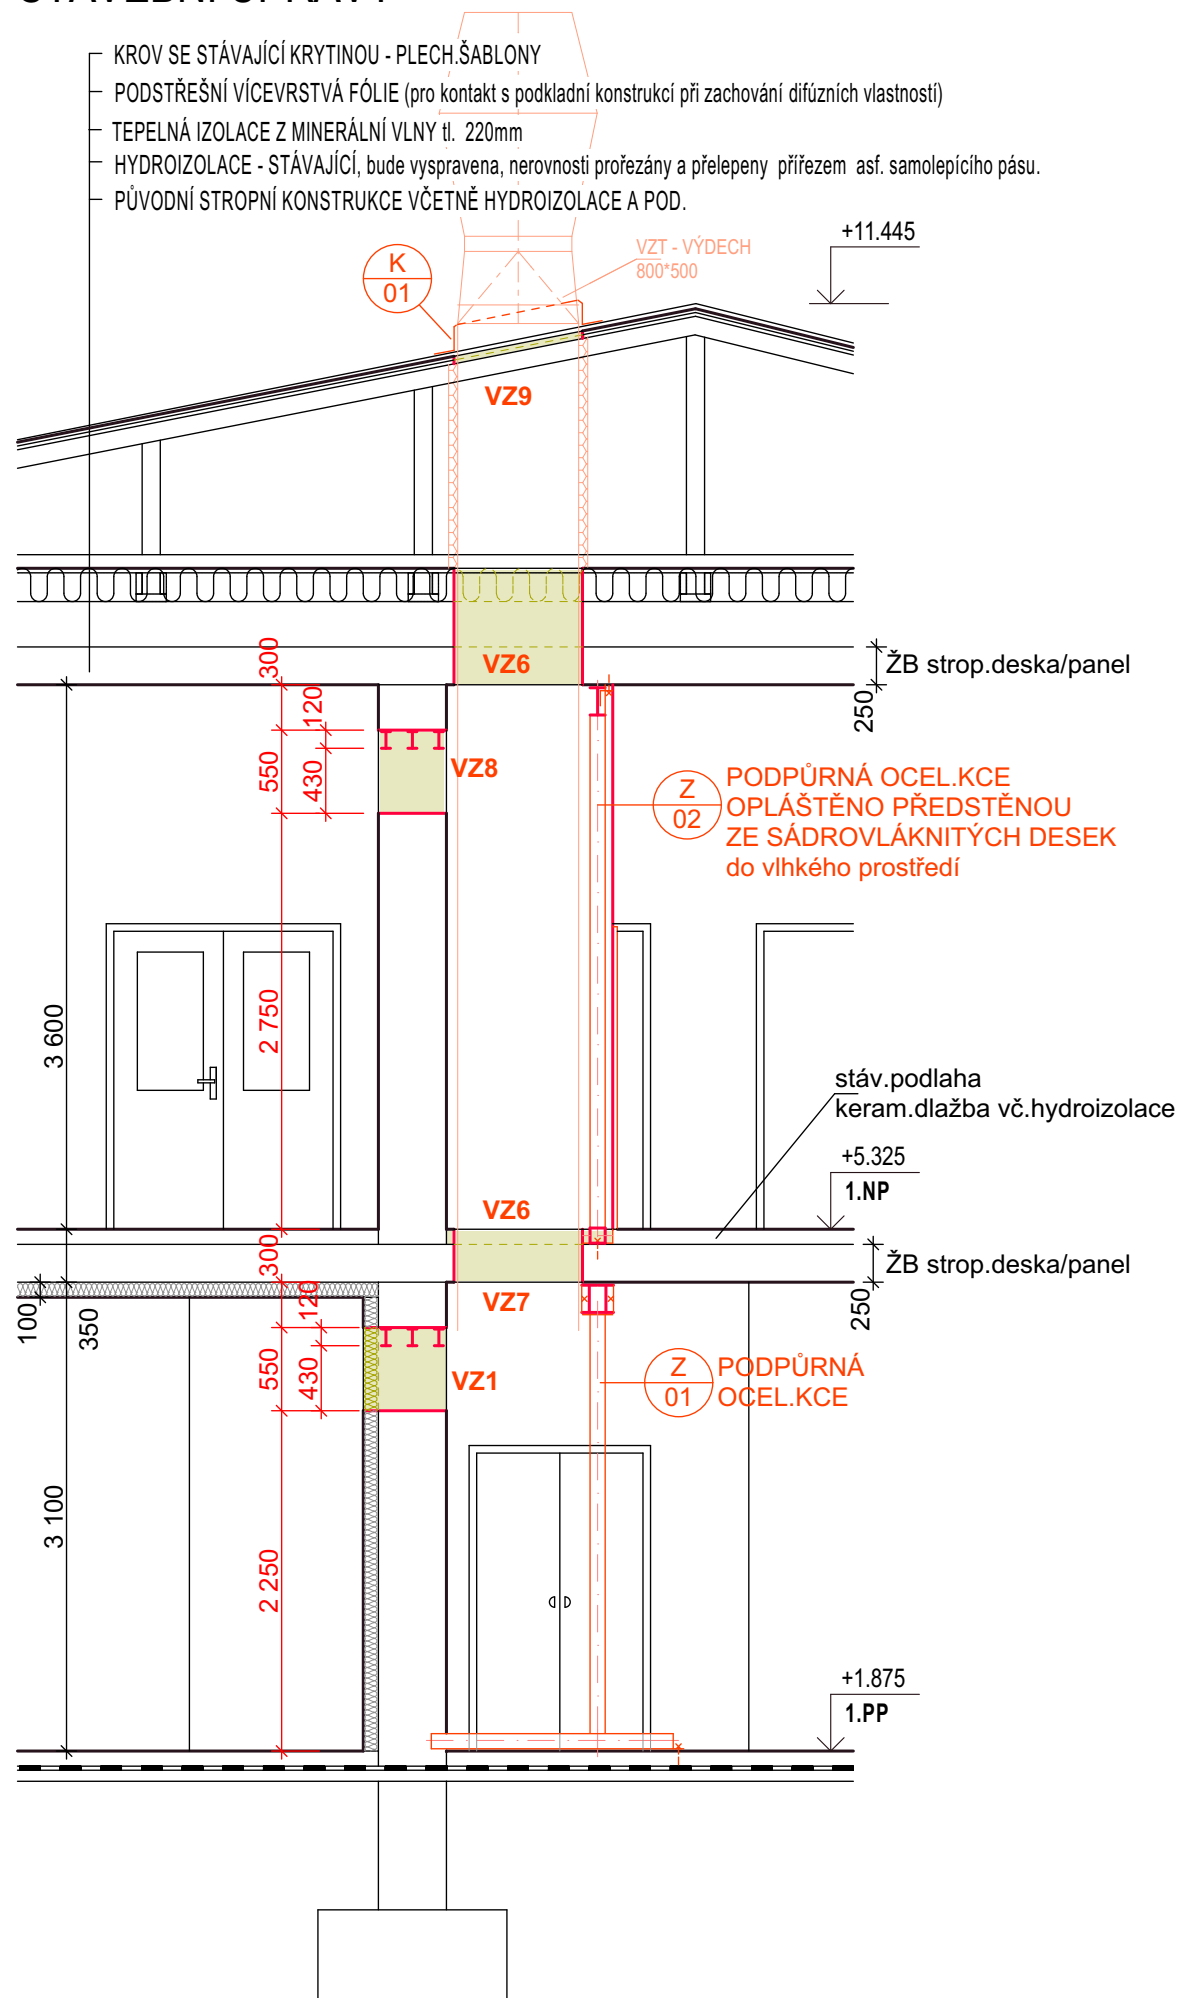 STAVEBNÍ ÚPRAVY
KROV SE STÁVAJÍCÍ KRYTINOU - PLECH.ŠABLONY
PODSTŘEŠNÍ VÍCEVRSTVÁ FÓLIE (pro kontakt s podkladní konstrukcí při zachování difúzních vlastností)
TEPELNÁ IZOLACE Z MINERÁLNÍ VLNY tl. 220mm
HYDROIZOLACE - STÁVAJÍCÍ, bude vyspravena, nerovnosti prořezány a přelepeny přířezem asf. samolepícího pásu.
PŮVODNÍ STROPNÍ KONSTRUKCE VČETNĚ HYDROIZOLACE A POD.
+11.445
VZT - VÝDECH
800*500
K
01
VZ9
VZ6
300
ŽB strop.deska/panel
250
120
550
430
VZ8
Z
02
PODPŮRNÁ OCEL.KCE
OPLÁŠTĚNO PŘEDSTĚNOU
ZE SÁDROVLÁKNITÝCH DESEK
do vlhkého prostředí
3 600
2 750
stáv.podlaha
keram.dlažba vč.hydroizolace
+5.325
1.NP
VZ6
300
ŽB strop.deska/panel
250
VZ7
100
350
120
550
430
VZ1
Z
01
PODPŮRNÁ
OCEL.KCE
3 100
2 250
+1.875
1.PP